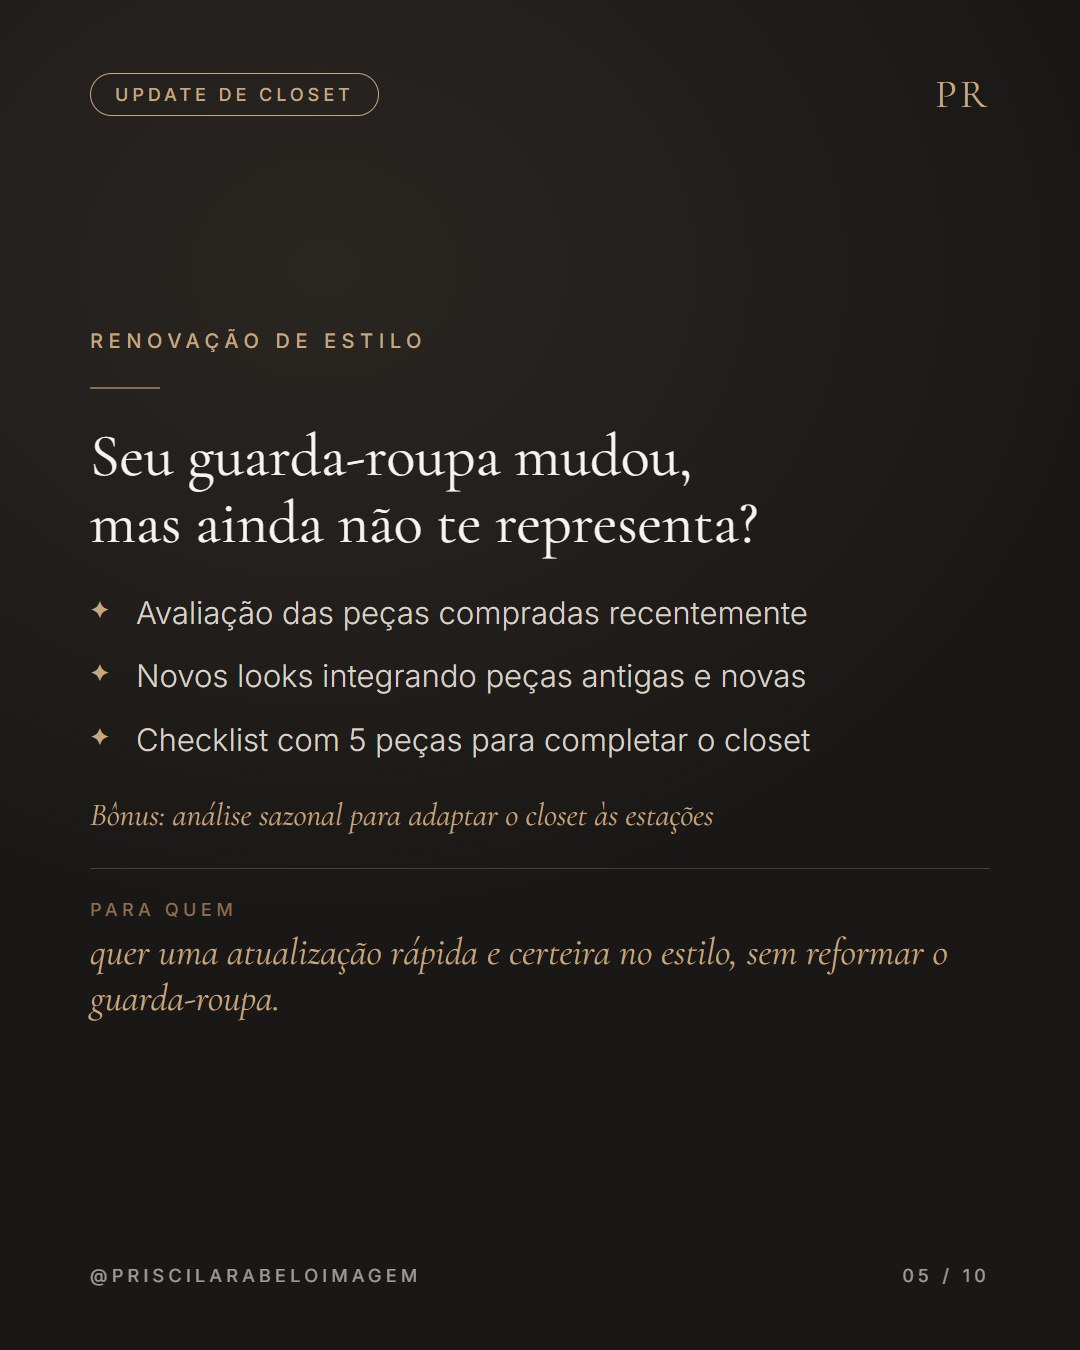 UPDATE DE CLOSET
PR
RENOVAÇÃO DE ESTILO
Seu guarda-roupa mudou,
mas ainda não te representa?
✦ Avaliação das peças compradas recentemente
✦ Novos looks integrando peças antigas e novas
✦ Checklist com 5 peças para completar o closet
Bônus: análise sazonal para adaptar o closet às estações
PARA QUEM
quer uma atualização rápida e certeira no estilo, sem reformar o
guarda-roupa.
@PRISCILARABELOIMAGEM
05 / 10